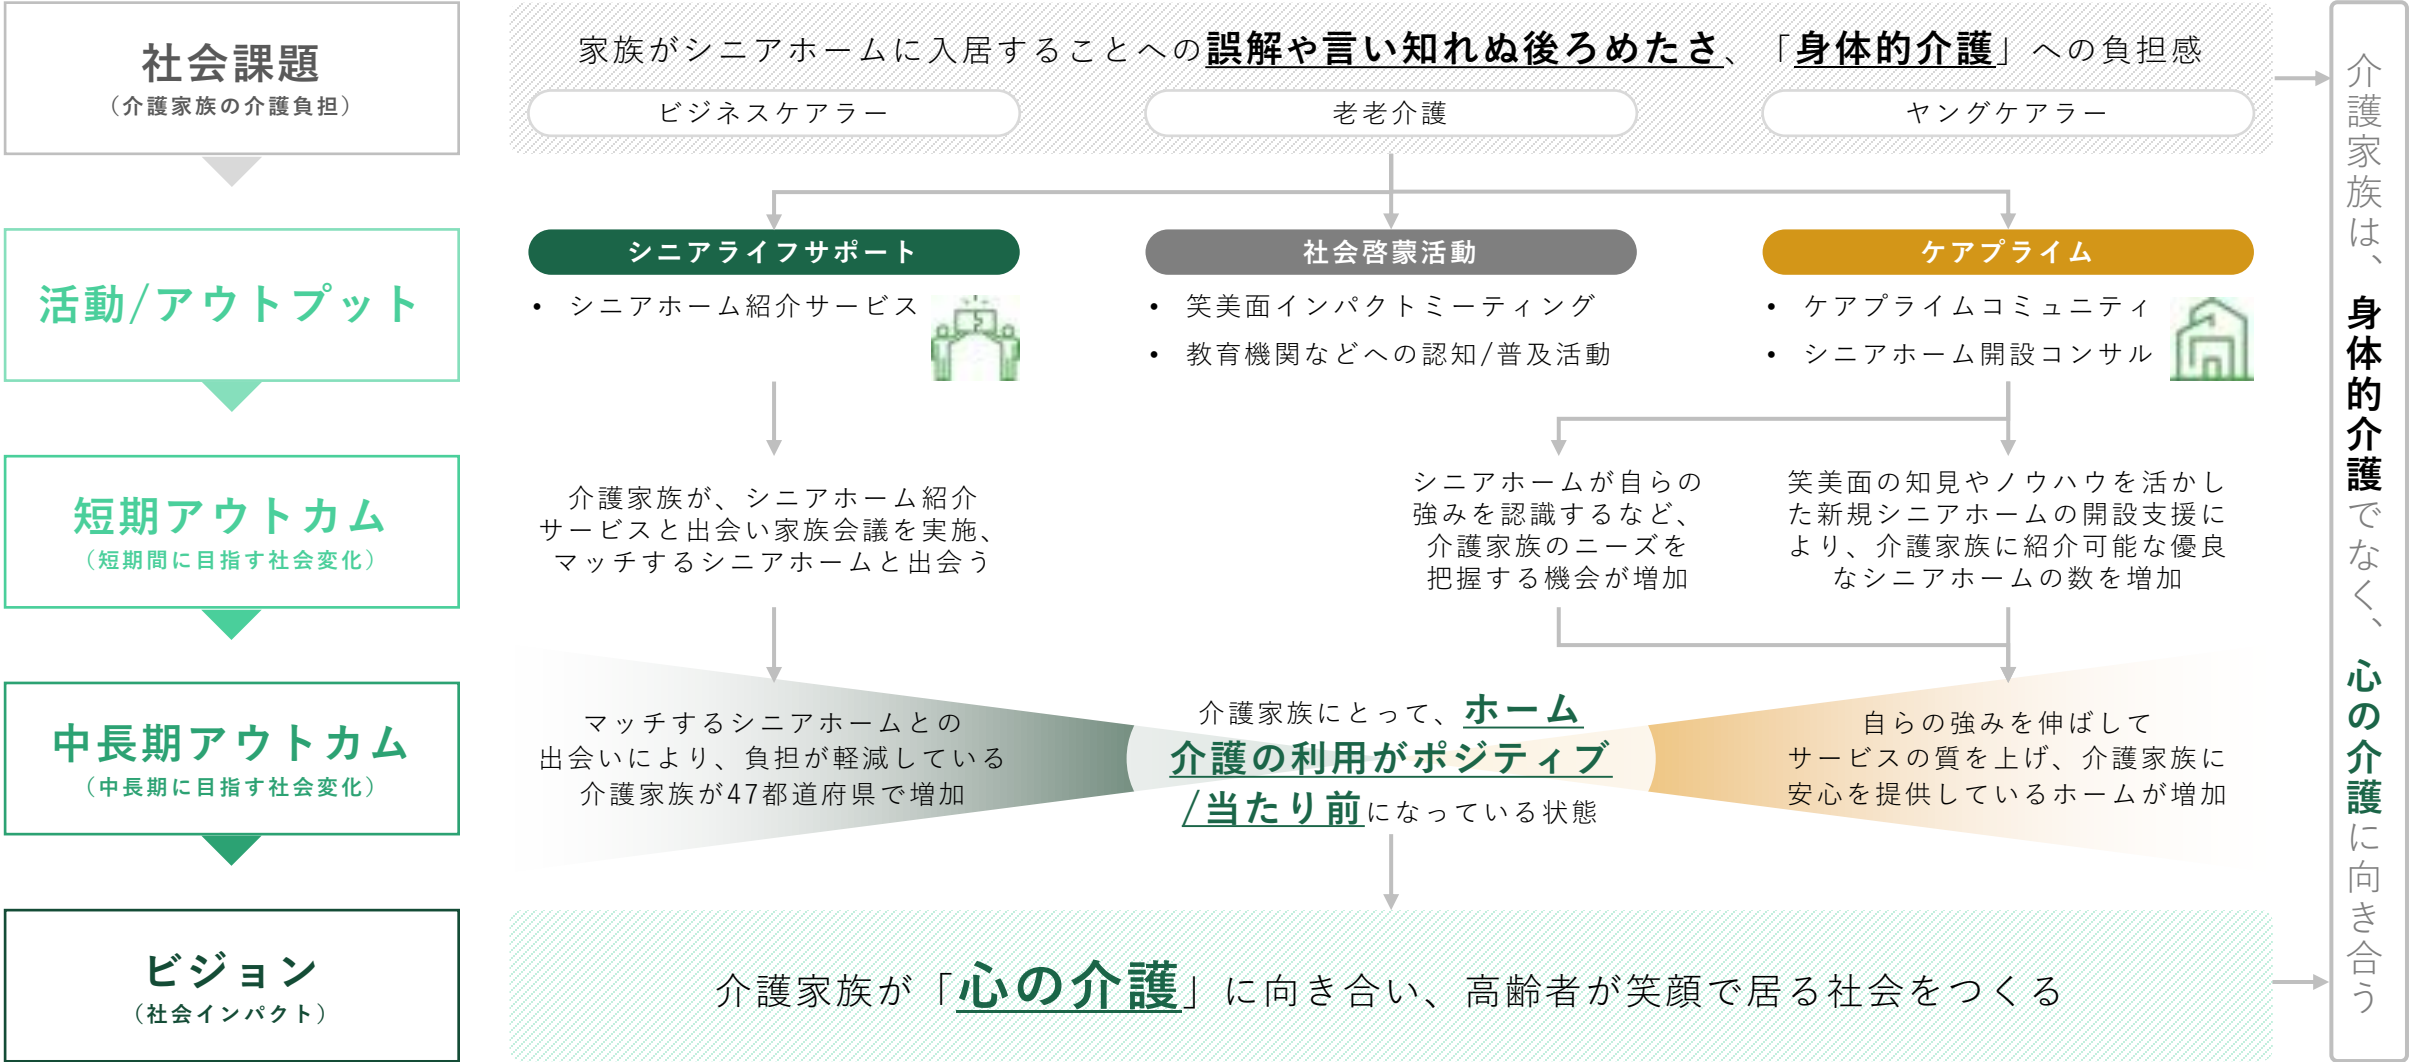 社会課題
（介護家族の介護負担）
家族がシニアホームに入居することへの誤解や言い知れぬ後ろめたさ、「身体的介護」への負担感
ビジネスケアラー
老老介護
ヤングケアラー
活動/アウトプット
シニアライフサポート
• シニアホーム紹介サービス
社会啓蒙活動
• 笑美面インパクトミーティング
• 教育機関などへの認知/普及活動
ケアプライム
• ケアプライムコミュニティ
• シニアホーム開設コンサル
短期アウトカム
（短期間に目指す社会変化）
介護家族が、シニアホーム紹介
サービスと出会い家族会議を実施、
マッチするシニアホームと出会う
シニアホームが自らの
強みを認識するなど、
介護家族のニーズを
把握する機会が増加
笑美面の知見やノウハウを活かし
た新規シニアホームの開設支援に
より、介護家族に紹介可能な優良
なシニアホームの数を増加
中長期アウトカム
（中長期に目指す社会変化）
マッチするシニアホームとの
出会いにより、負担が軽減している
介護家族が47都道府県で増加
介護家族にとって、ホーム
介護の利用がポジティブ
/当たり前になっている状態
自らの強みを伸ばして
サービスの質を上げ、介護家族に
安心を提供しているホームが増加
ビジョン
（社会インパクト）
介護家族が「心の介護」に向き合い、高齢者が笑顔で居る社会をつくる
介護家族は、身体的介護でなく、心の介護に向き合う